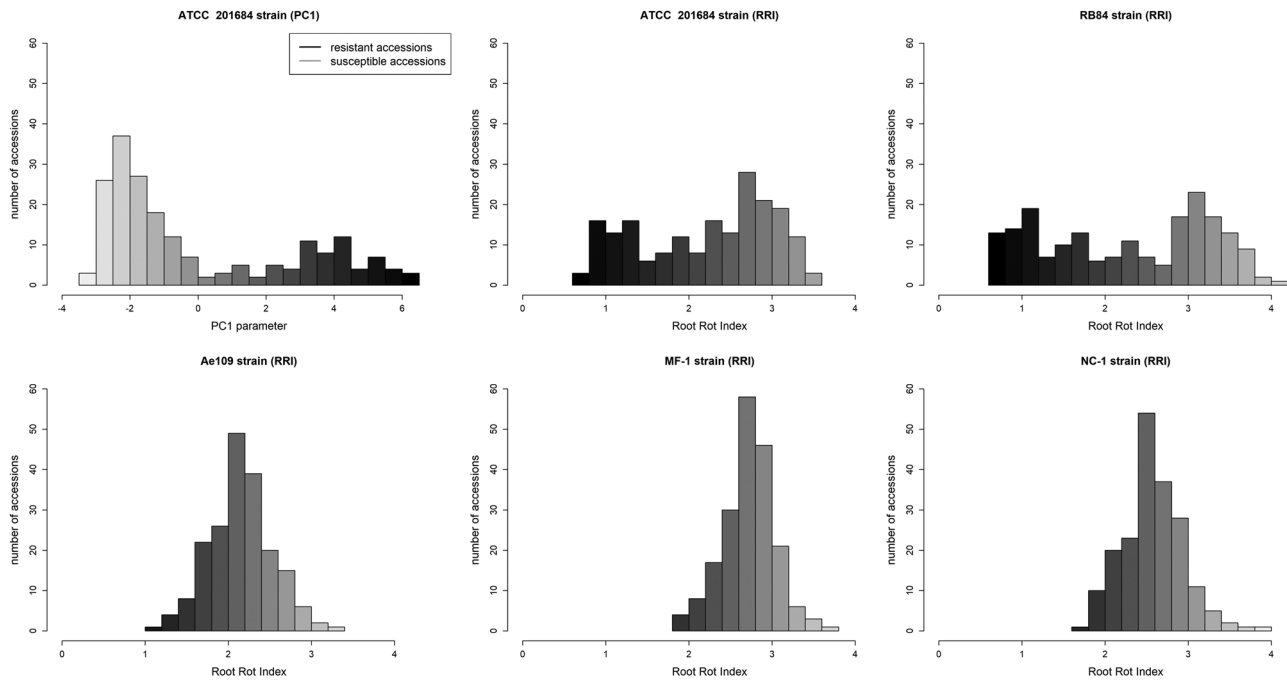 ATCC 201684 strain (PC1)
resistant accessions
susceptible accessions
number of accessions
0 10 20 30 40 50 60
-4 -2 0 2 4 6
PC1 parameter
ATCC 201684 strain (RRI)
number of accessions
0 10 20 30 40 50 60
0 1 2 3 4
Root Rot Index
RB84 strain (RRI)
number of accessions
0 10 20 30 40 50 60
0 1 2 3 4
Root Rot Index
Ae109 strain (RRI)
number of accessions
0 10 20 30 40 50 60
0 1 2 3 4
Root Rot Index
MF-1 strain (RRI)
number of accessions
0 10 20 30 40 50 60
0 1 2 3 4
Root Rot Index
NC-1 strain (RRI)
number of accessions
0 10 20 30 40 50 60
0 1 2 3 4
Root Rot Index